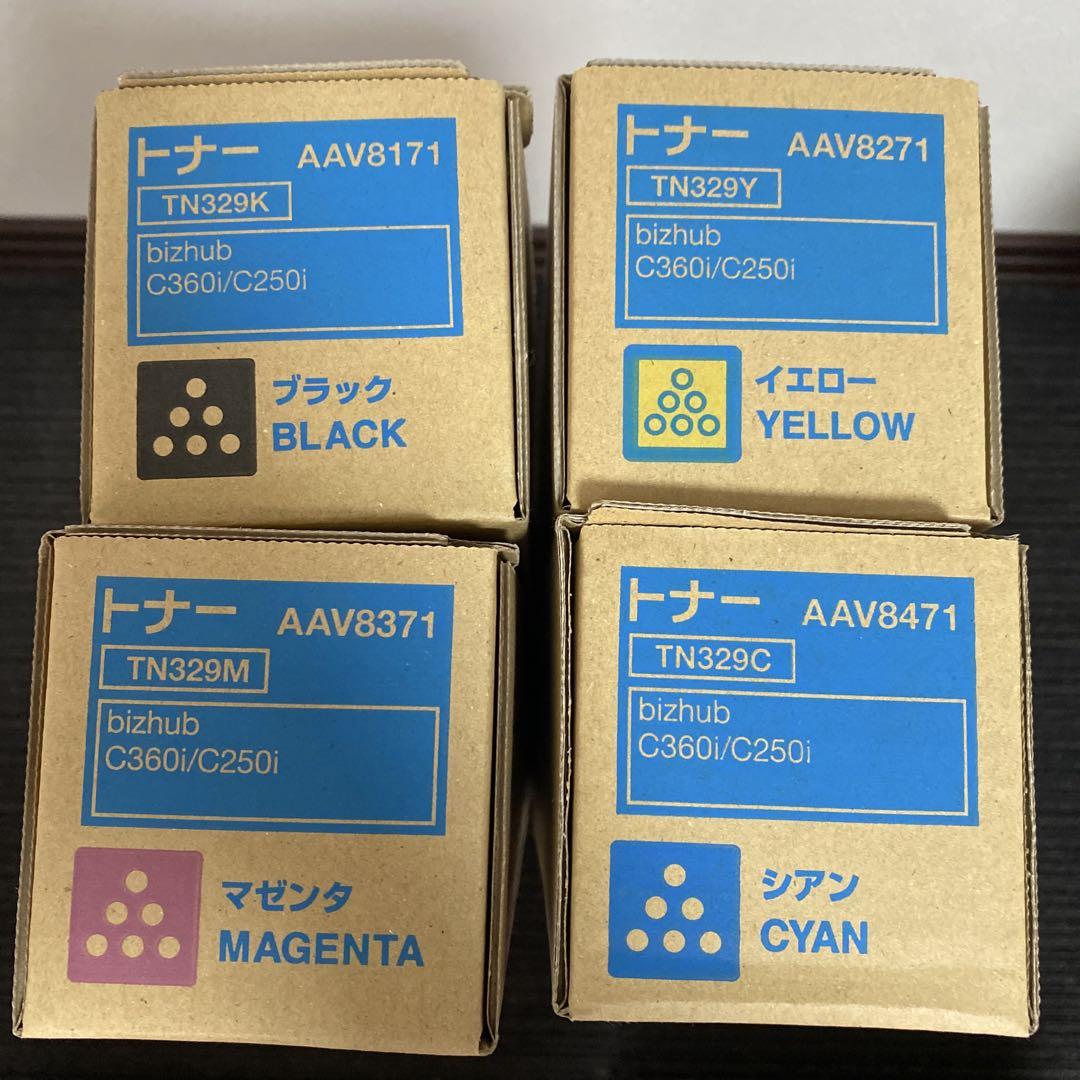 トナー AAV8171
TN329K
bizhub
C360i/C250i
ブラック
BLACK
トナー AAV8271
TN329Y
bizhub
C360i/C250i
イエロー
YELLOW
トナー AAV8371
TN329M
bizhub
C360i/C250i
マゼンタ
MAGENTA
トナー AAV8471
TN329C
bizhub
C360i/C250i
シアン
CYAN